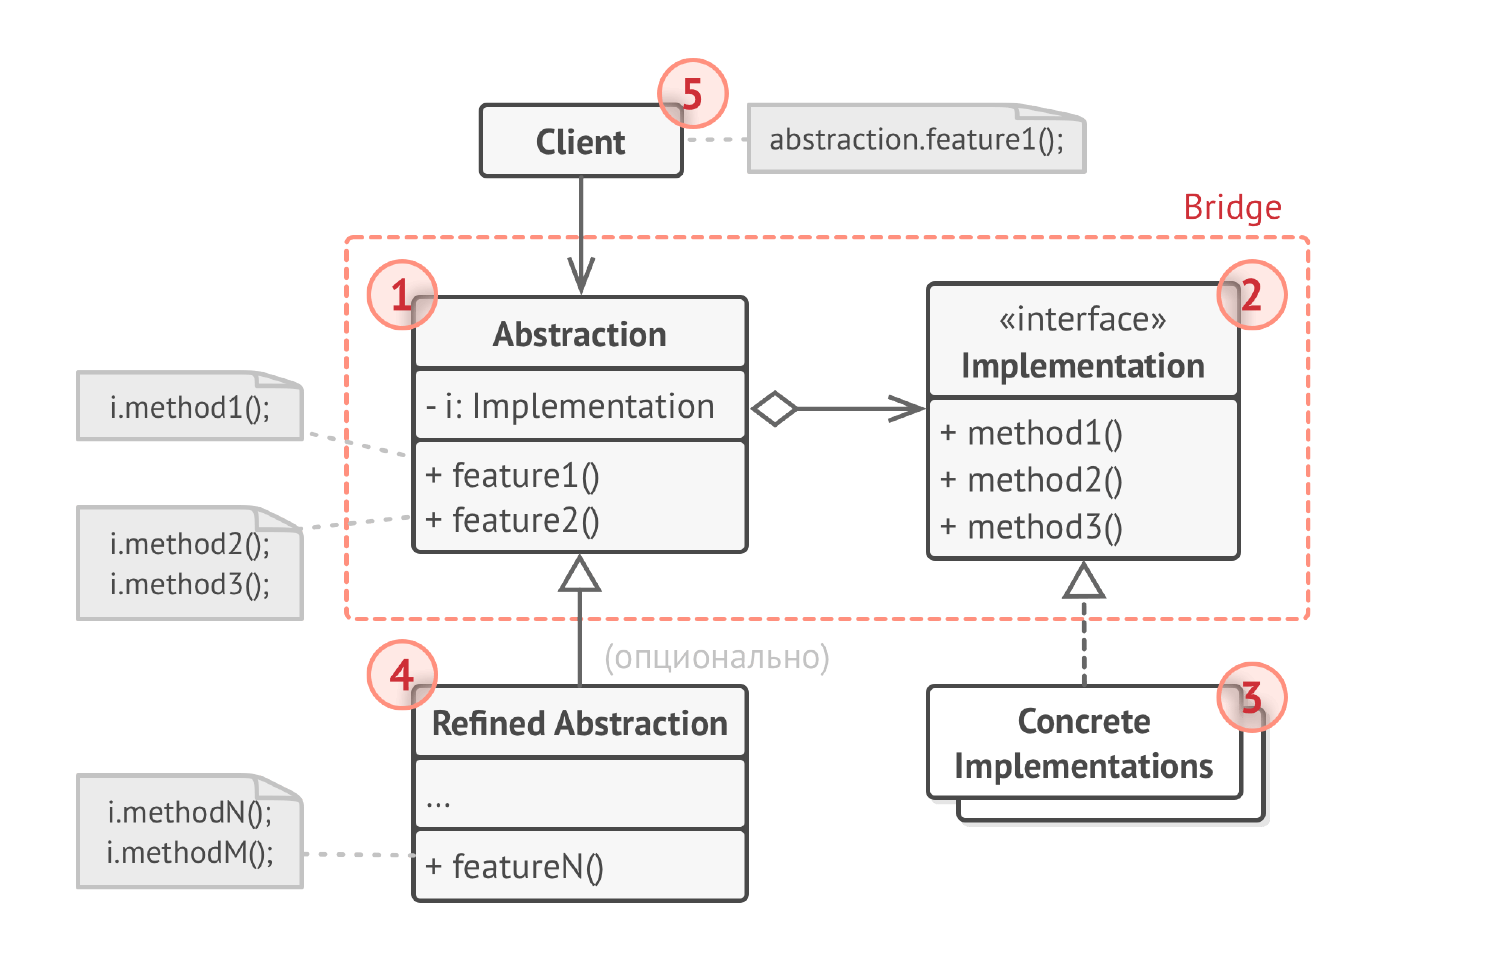 5
Client
abstraction.feature1();
Bridge
1
Abstraction
- i: Implementation
+ feature1()
+ feature2()
2
«interface»
Implementation
+ method1()
+ method2()
+ method3()
i.method1();
i.method2();
i.method3();
(опционально)
4
Refined Abstraction
...
+ featureN()
3
Concrete
Implementations
i.methodN();
i.methodM();